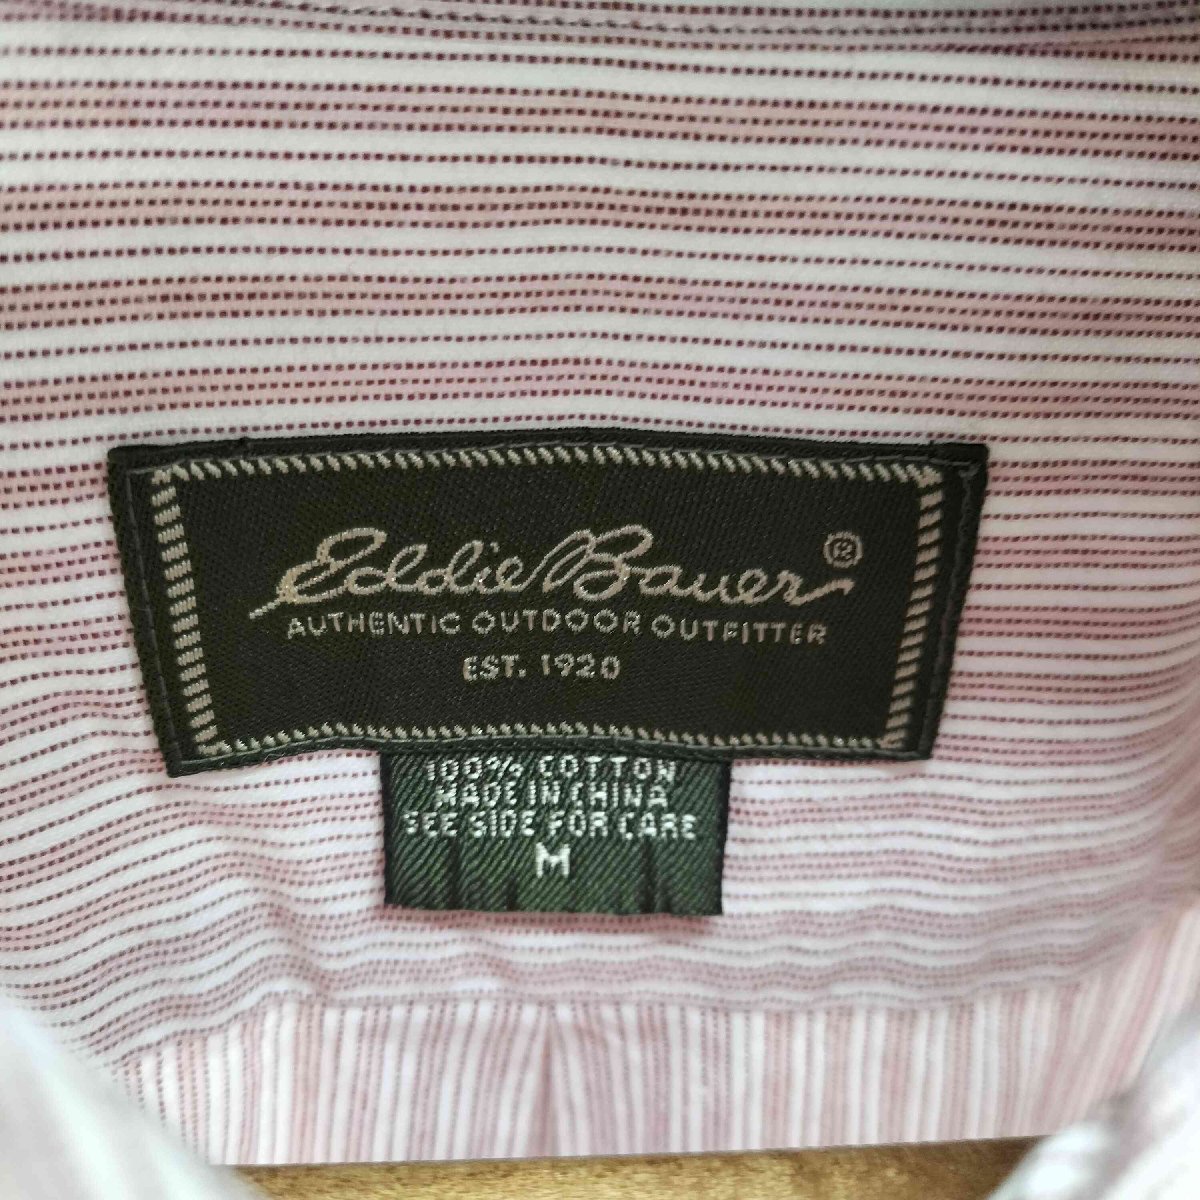 Eddie Bauer ®
AUTHENTIC OUTDOOR OUTFITTER
EST. 1920
100% COTTON
MADE IN CHINA
SEE SIDE FOR CARE
M